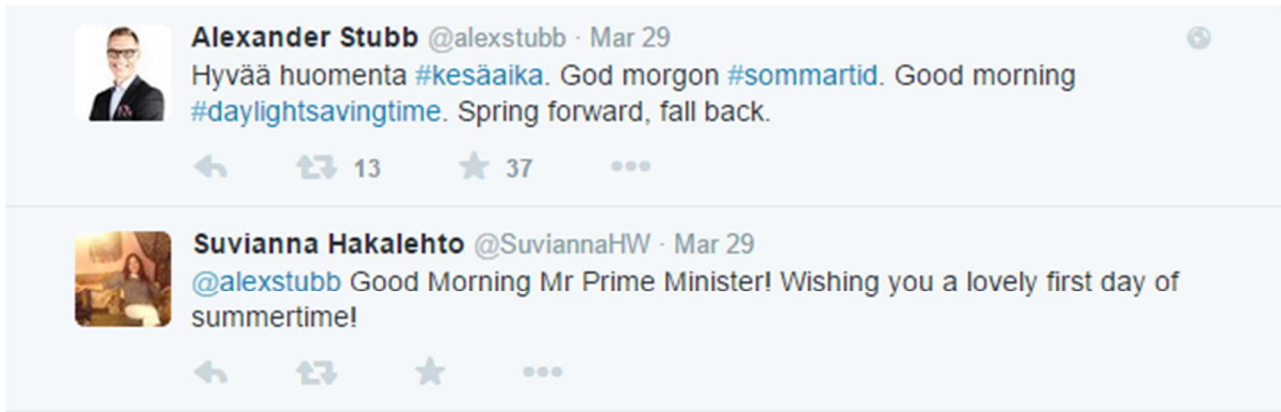 Alexander Stubb @alexstubb · Mar 29
Hyvää huomenta #kesäaika. God morgon #sommartid. Good morning
#daylightsavingtime. Spring forward, fall back.
13 37
Suvianna Hakalehto @SuviannaHW · Mar 29
@alexstubb Good Morning Mr Prime Minister! Wishing you a lovely first day of
summertime!